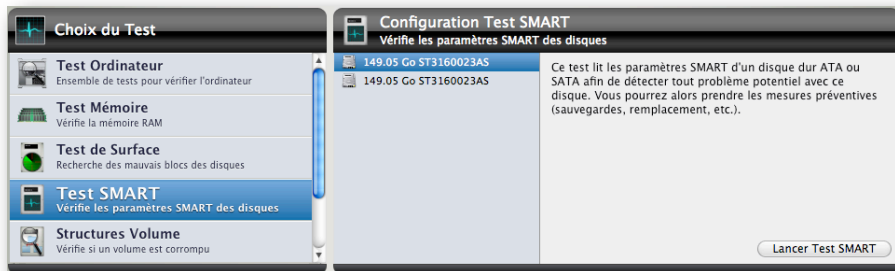 Choix du Test
Test Ordinateur
Ensemble de tests pour vérifier l'ordinateur
Test Mémoire
Vérifie la mémoire RAM
Test de Surface
Recherche des mauvais blocs des disques
Test SMART
Vérifie les paramètres SMART des disques
Structures Volume
Vérifie si un volume est corrompu
Configuration Test SMART
Vérifie les paramètres SMART des disques
149.05 Go ST3160023AS
149.05 Go ST3160023AS
Ce test lit les paramètres SMART d'un disque dur ATA ou
SATA afin de détecter tout problème potentiel avec ce
disque. Vous pourrez alors prendre les mesures préventives
(sauvegardes, remplacement, etc.).
Lancer Test SMART